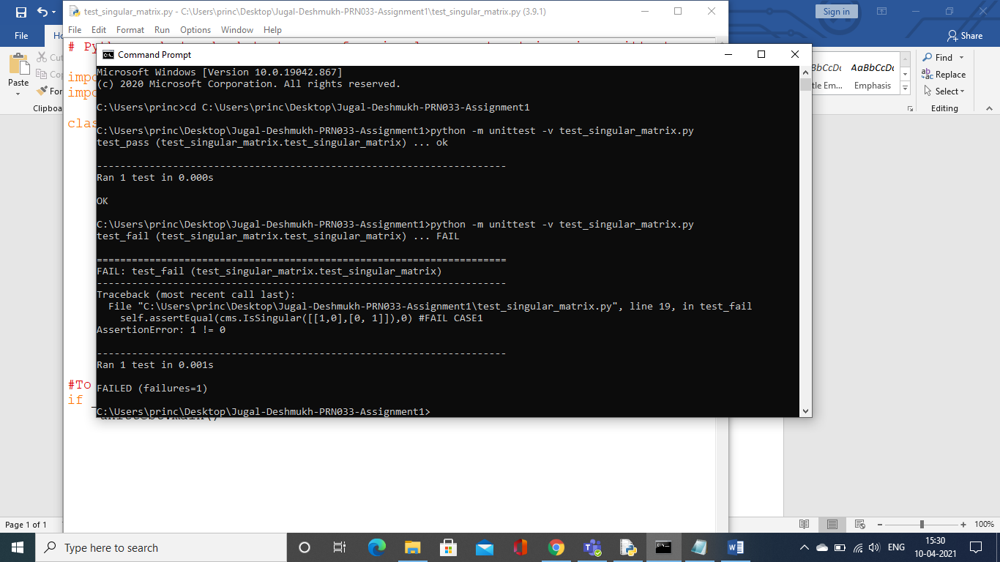 test_singular_matrix.py - C:\Users\princ\Desktop\Jugal-Deshmukh-PRN033-Assignment1\test_singular_matrix.py (3.9.1)
Sign in
File Edit Format Run Options Window Help
File
Share
Command Prompt
Microsoft Windows [Version 10.0.19042.867]
(c) 2020 Microsoft Corporation. All rights reserved.
C:\Users\princ>cd C:\Users\princ\Desktop\Jugal-Deshmukh-PRN033-Assignment1
C:\Users\princ\Desktop\Jugal-Deshmukh-PRN033-Assignment1>python -m unittest -v test_singular_matrix.py
test_pass (test_singular_matrix.test_singular_matrix) ... ok
----------------------------------------------------------------------
Ran 1 test in 0.000s
OK
C:\Users\princ\Desktop\Jugal-Deshmukh-PRN033-Assignment1>python -m unittest -v test_singular_matrix.py
test_fail (test_singular_matrix.test_singular_matrix) ... FAIL
======================================================================
FAIL: test_fail (test_singular_matrix.test_singular_matrix)
----------------------------------------------------------------------
Traceback (most recent call last):
File "C:\Users\princ\Desktop\Jugal-Deshmukh-PRN033-Assignment1\test_singular_matrix.py", line 19, in test_fail
self.assertEqual(cms.IsSingular([[1,0],[0, 1]]),0) #FAIL CASE1
AssertionError: 1 != 0
----------------------------------------------------------------------
Ran 1 test in 0.001s
FAILED (failures=1)
C:\Users\princ\Desktop\Jugal-Deshmukh-PRN033-Assignment1>
Paste
Cu
Co
For
Clipboa
# Py
impo
impo
clas
#To
if _
AaBbCcDc
tle Em...
Emphasis
Find
Replace
Select
Editing
Page 1 of 1
100%
Type here to search
ENG
15:30
10-04-2021